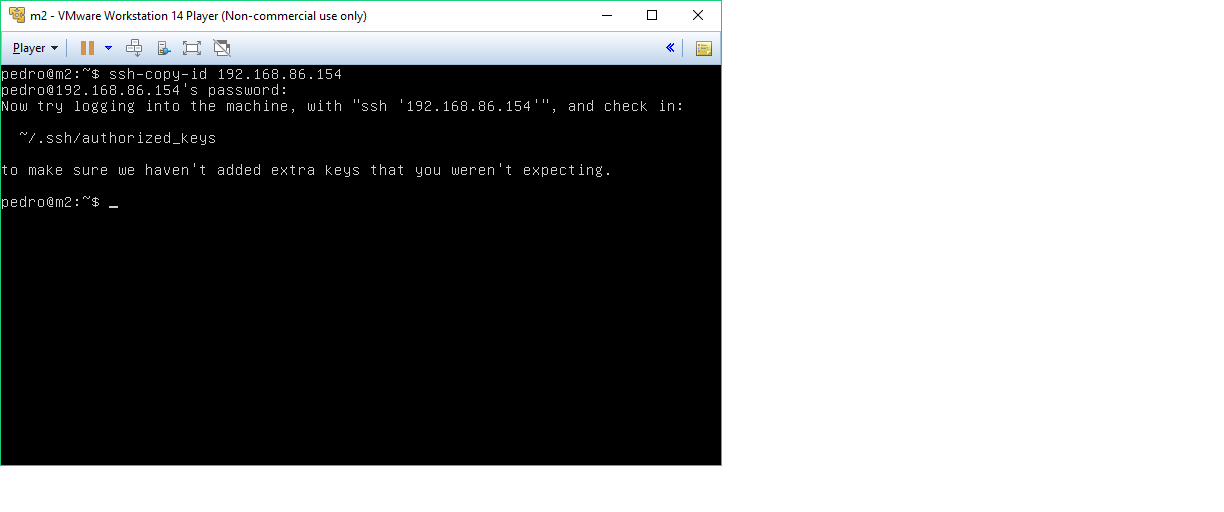 m2 - VMware Workstation 14 Player (Non-commercial use only)
Player
pedro@m2:~$ ssh-copy-id 192.168.86.154
pedro@192.168.86.154's password:
Now try logging into the machine, with "ssh '192.168.86.154'", and check in:
~/.ssh/authorized_keys
to make sure we haven't added extra keys that you weren't expecting.
pedro@m2:~$ _